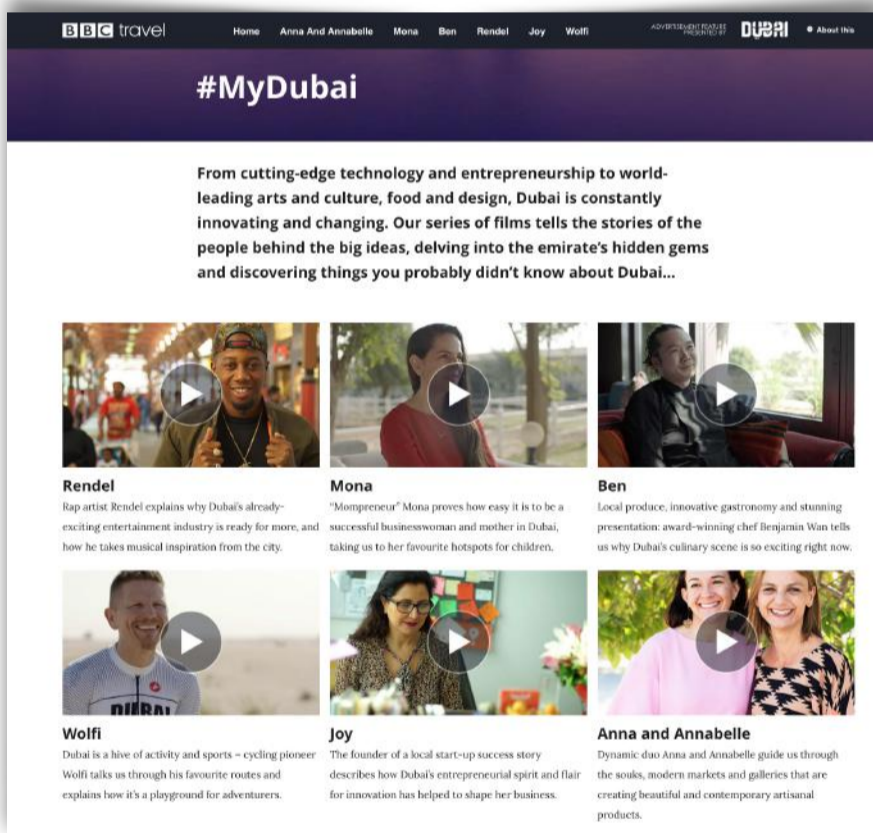 BBC travel
Home Anna And Annabelle Mona Ben Rendel Joy Wolfi
ADVERTISEMENT FEATURE
PRESENTED BY
DUBAI
About this
#MyDubai
From cutting-edge technology and entrepreneurship to world-
leading arts and culture, food and design, Dubai is constantly
innovating and changing. Our series of films tells the stories of the
people behind the big ideas, delving into the emirate’s hidden gems
and discovering things you probably didn’t know about Dubai...
Rendel
Rap artist Rendel explains why Dubai’s already-
exciting entertainment industry is ready for more, and
how he takes musical inspiration from the city.
Mona
“Mompreneur” Mona proves how easy it is to be a
successful businesswoman and mother in Dubai,
taking us to her favourite hotspots for children.
Ben
Local produce, innovative gastronomy and stunning
presentation: award-winning chef Benjamin Wan tells
us why Dubai’s culinary scene is so exciting right now.
DUBAI
Wolfi
Dubai is a hive of activity and sports – cycling pioneer
Wolfi talks us through his favourite routes and
explains how it’s a playground for adventurers.
Joy
The founder of a local start-up success story
describes how Dubai’s entrepreneurial spirit and flair
for innovation has helped to shape her business.
Anna and Annabelle
Dynamic duo Anna and Annabelle guide us through
the souks, modern markets and galleries that are
creating beautiful and contemporary artisanal
products.